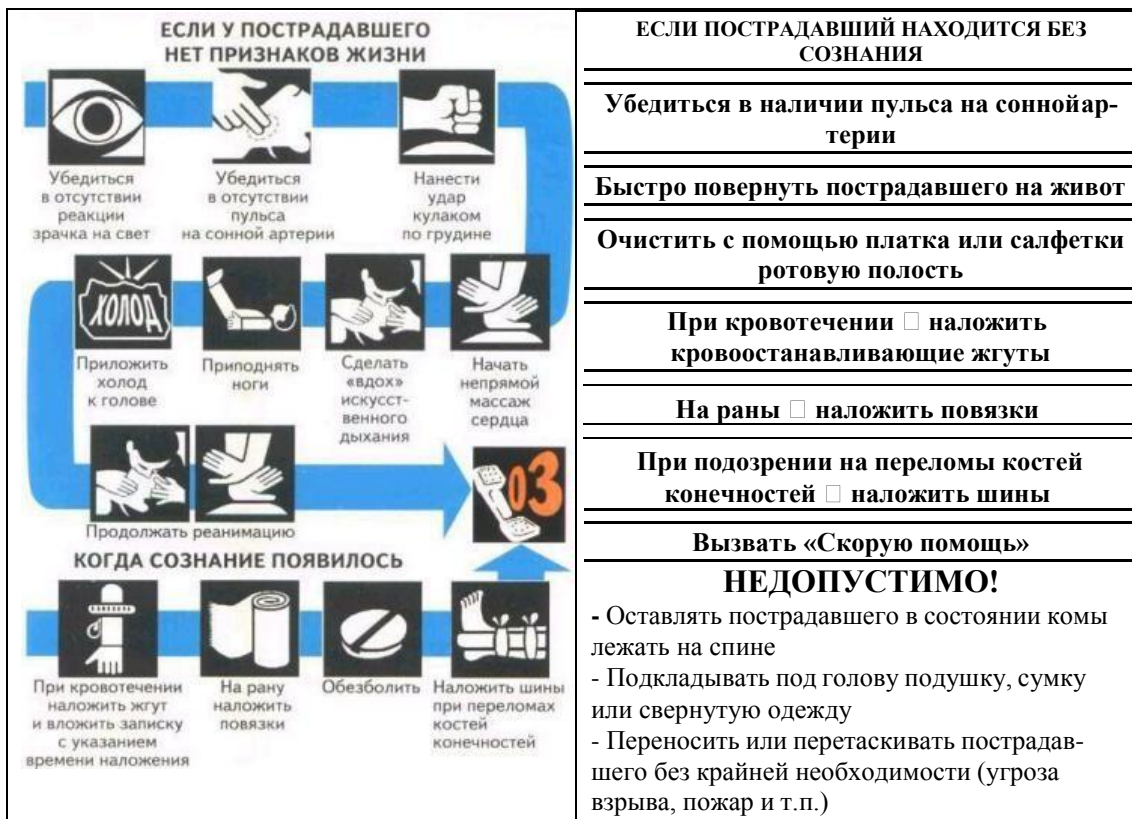 ЕСЛИ У ПОСТРАДАВШЕГО
НЕТ ПРИЗНАКОВ ЖИЗНИ
Убедиться
в отсутствии
реакции
зрачка на свет
Убедиться
в отсутствии
пульса
на сонной артерии
Нанести
удар
кулаком
по грудине
ХОЛОД
Приложить
холод
к голове
Приподнять
ноги
Сделать
«вдох»
искусст-
венного
дыхания
Начать
непрямой
массаж
сердца
Продолжать реанимацию
03
КОГДА СОЗНАНИЕ ПОЯВИЛОСЬ
При кровотечении
наложить жгут
и вложить записку
с указанием
времени наложения
На рану
наложить
повязки
Обезболить
Наложить шины
при переломах
костей
конечностей
ЕСЛИ ПОСТРАДАВШИЙ НАХОДИТСЯ БЕЗ
СОЗНАНИЯ
Убедиться в наличии пульса на соннойар-
терии
Быстро повернуть пострадавшего на живот
Очистить с помощью платка или салфетки
ротовую полость
При кровотечении □ наложить
кровоостанавливающие жгуты
На раны □ наложить повязки
При подозрении на переломы костей
конечностей □ наложить шины
Вызвать «Скорую помощь»
НЕДОПУСТИМО!
- Оставлять пострадавшего в состоянии комы
лежать на спине
- Подкладывать под голову подушку, сумку
или свернутую одежду
- Переносить или перетаскивать пострадав-
шего без крайней необходимости (угроза
взрыва, пожар и т.п.)